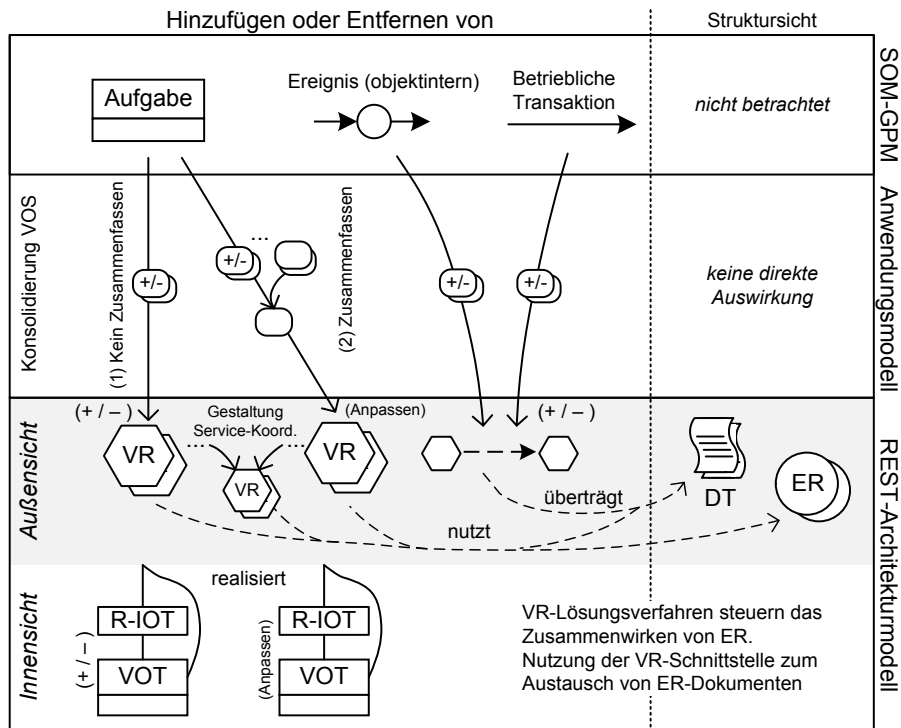 Hinzufügen oder Entfernen von
Struktursicht
SOM-GPM
Aufgabe
Ereignis (objektintern)
Betriebliche
Transaktion
nicht betrachtet
Anwendungsmodell
Konsolidierung VOS
(1) Kein Zusammenfassen
+/-
...
+/-
(2) Zusammenfassen
+/-
+/-
keine direkte
Auswirkung
REST-Architekturmodell
Außensicht
(+ / –)
VR
Gestaltung
Service-Koord.
......
......
VR
(Anpassen)
VR
(+ / –)
überträgt
nutzt
DT
ER
Innensicht
realisiert
(+ / –)
R-IOT
VOT
(Anpassen)
R-IOT
VOT
VR-Lösungsverfahren steuern das
Zusammenwirken von ER.
Nutzung der VR-Schnittstelle zum
Austausch von ER-Dokumenten